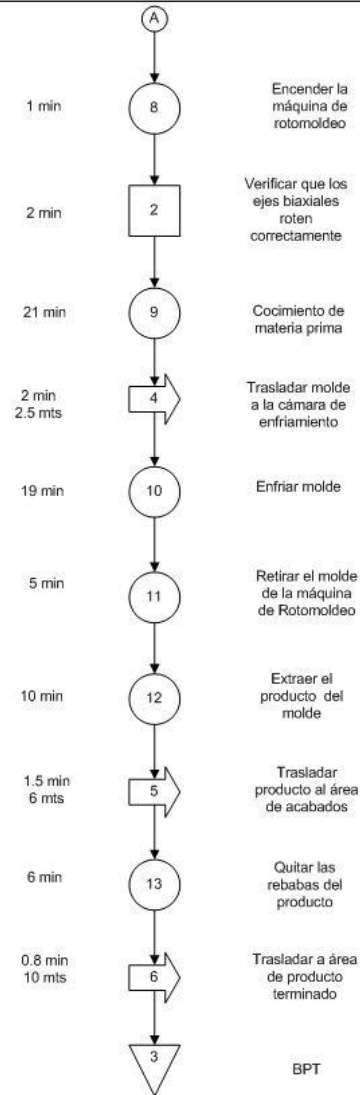 A
1 min
8
Encender la
máquina de
rotomoldeo
2 min
2
Verificar que los
ejes biaxiales
roten
correctamente
21 min
9
Cocimiento de
materia prima
2 min
2.5 mts
4
Trasladar molde
a la cámara de
enfriamiento
19 min
10
Enfriar molde
5 min
11
Retirar el molde
de la máquina
de Rotomoldeo
10 min
12
Extraer el
producto del
molde
1.5 min
6 mts
5
Trasladar
producto al área
de acabados
6 min
13
Quitar las
rebabas del
producto
0.8 min
10 mts
6
Trasladar a área
de producto
terminado
3
BPT